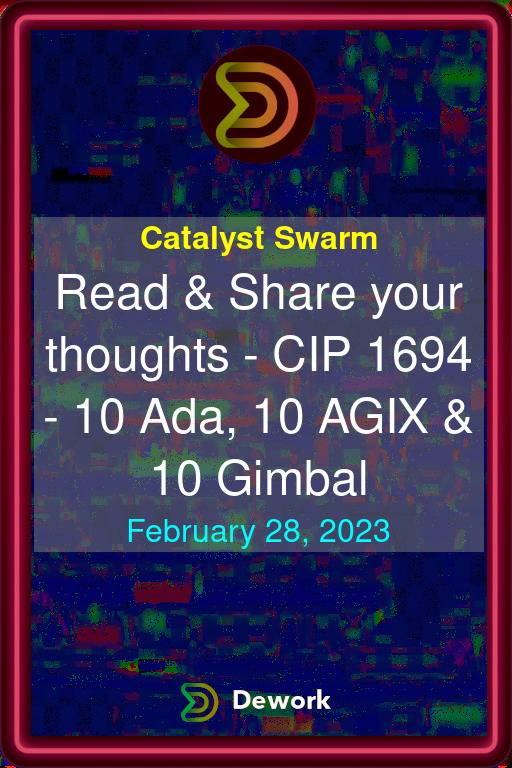 Catalyst Swarm
Read & Share your
thoughts - CIP 1694
- 10 Ada, 10 AGIX &
10 Gimbal
February 28, 2023
Dework